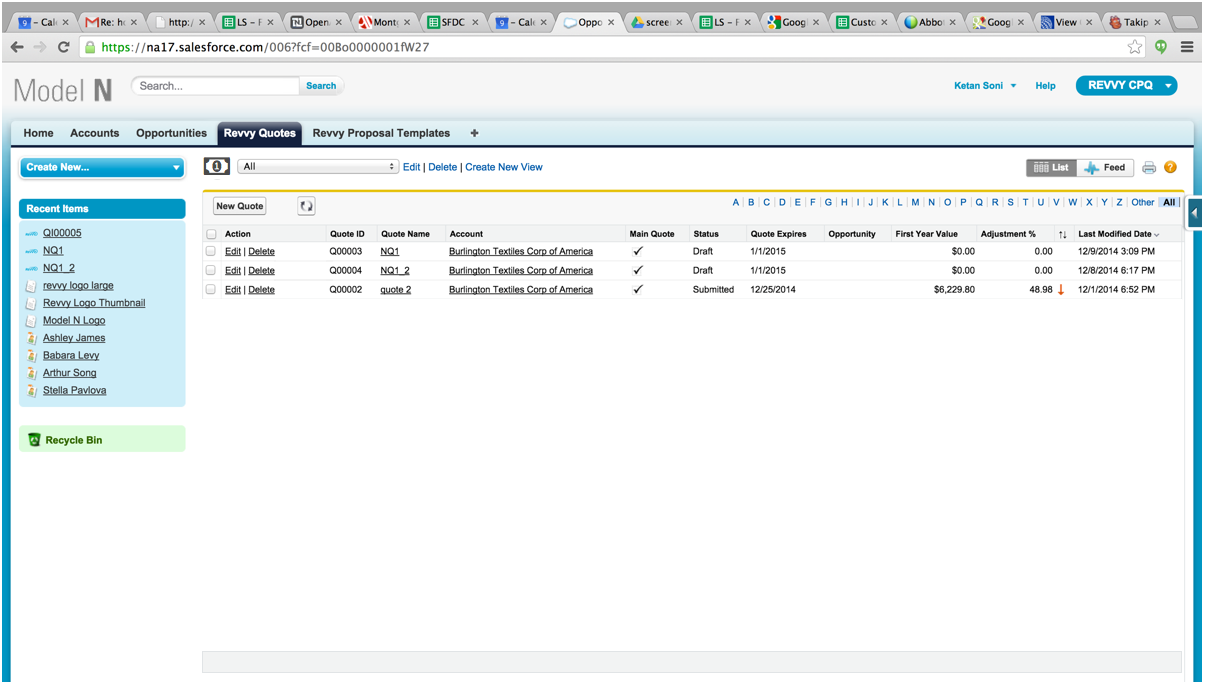 9 - Cale
Re: ho
http:/
LS - F
Open
Monte
SFDC
9 - Cale
Oppo
scree
LS - F
Googl
Custo
Abbo
Googl
View
Takip
https://na17.salesforce.com/006?fcf=00Bo0000001fW27
Model N
Search...
Search
Ketan Soni
Help
REVVY CPQ
Home Accounts Opportunities Revvy Quotes Revvy Proposal Templates +
Create New...
All
Edit | Delete | Create New View
List
Feed
Recent Items
QI00005
NQ1
NQ1_2
revvy logo large
Revvy Logo Thumbnail
Model N Logo
Ashley James
Babara Levy
Arthur Song
Stella Pavlova
Recycle Bin
New Quote
A | B | C | D | E | F | G | H | I | J | K | L | M | N | O | P | Q | R | S | T | U | V | W | X | Y | Z | Other | All |
Action Quote ID Quote Name Account Main Quote Status Quote Expires Opportunity First Year Value Adjustment % ↑↓ Last Modified Date
Edit | Delete Q00003 NQ1 Burlington Textiles Corp of America ✓ Draft 1/1/2015 $0.00 0.00 12/9/2014 3:09 PM
Edit | Delete Q00004 NQ1_2 Burlington Textiles Corp of America ✓ Draft 1/1/2015 $0.00 0.00 12/8/2014 6:17 PM
Edit | Delete Q00002 quote 2 Burlington Textiles Corp of America ✓ Submitted 12/25/2014 $6,229.80 48.98 ↓ 12/1/2014 6:52 PM